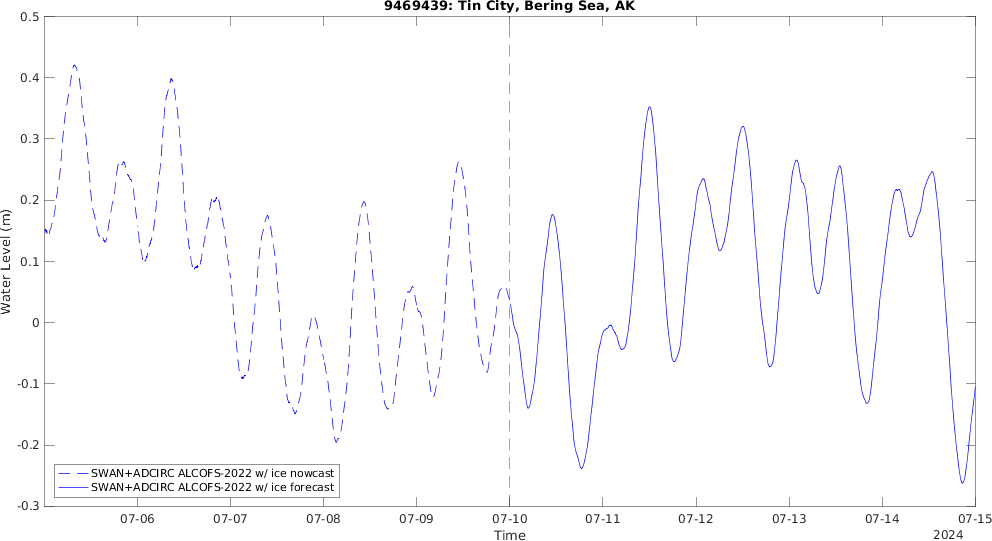 9469439: Tin City, Bering Sea, AK
0.5
0.4
0.3
0.2
0.1
0
-0.1
-0.2
-0.3
Water Level (m)
SWAN+ADCIRC ALCOFS-2022 w/ ice nowcast
SWAN+ADCIRC ALCOFS-2022 w/ ice forecast
07-06 07-07 07-08 07-09 07-10 07-11 07-12 07-13 07-14 07-15
Time
2024